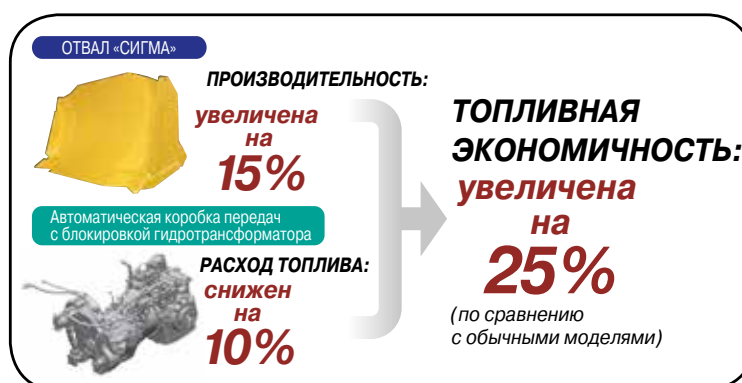 ОТВАЛ «СИГМА»
ПРОИЗВОДИТЕЛЬНОСТЬ:
увеличена
на
15%
Автоматическая коробка передач
с блокировкой гидротрансформатора
РАСХОД ТОПЛИВА:
снижен
на
10%
ТОПЛИВНАЯ
ЭКОНОМИЧНОСТЬ:
увеличена
на
25%
(по сравнению
с обычными моделями)